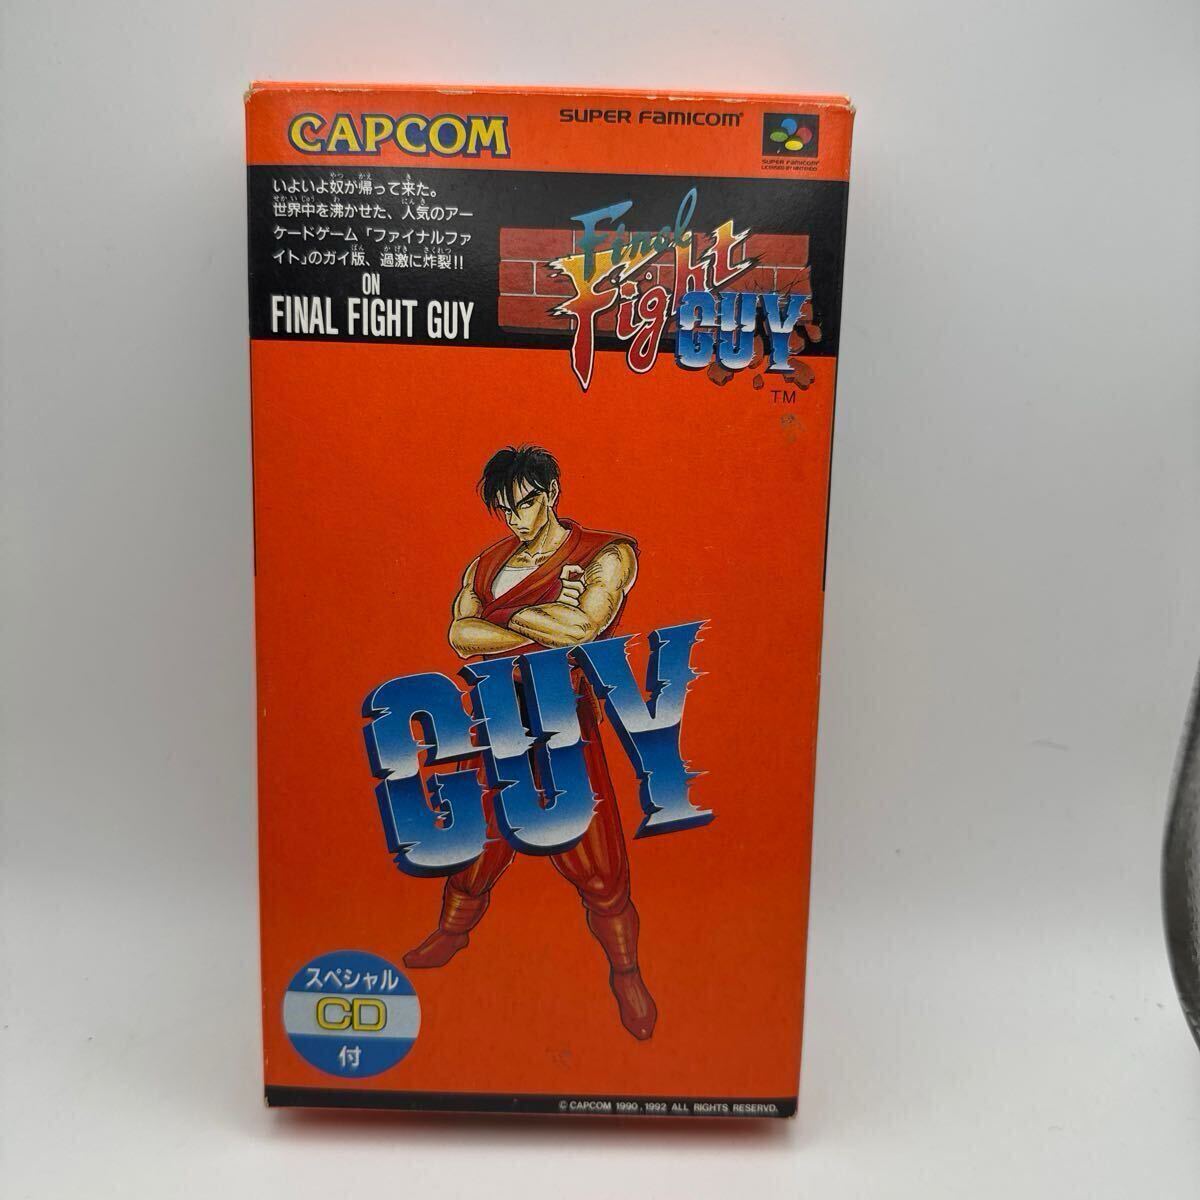 CAPCOM
SUPER FAMICOM
SUPER FAMICOM
LICENSED BY NINTENDO
いよいよ奴が帰って来た。
世界中を沸かせた、人気のアー
ケードゲーム「ファイナルファ
イト」のガイ版、過激に炸裂!!
ON
FINAL FIGHT GUY
Final
Fight
GUY
TM
GUY
スペシャル
CD
付
© CAPCOM 1990, 1992 ALL RIGHTS RESERVD.